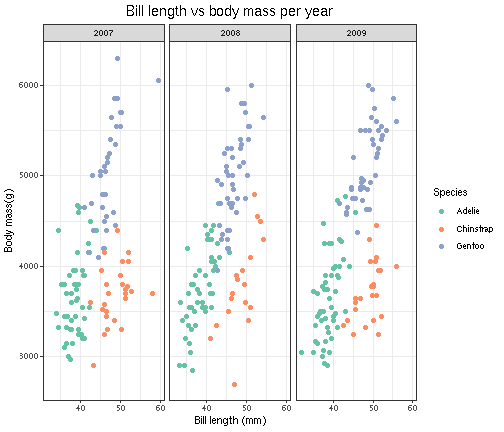 Bill length vs body mass per year
2007 2008 2009
6000
5000
4000
3000
Body mass(g)
40 50 60 40 50 60 40 50 60
Bill length (mm)
Species
Adelie
Chinstrap
Gentoo